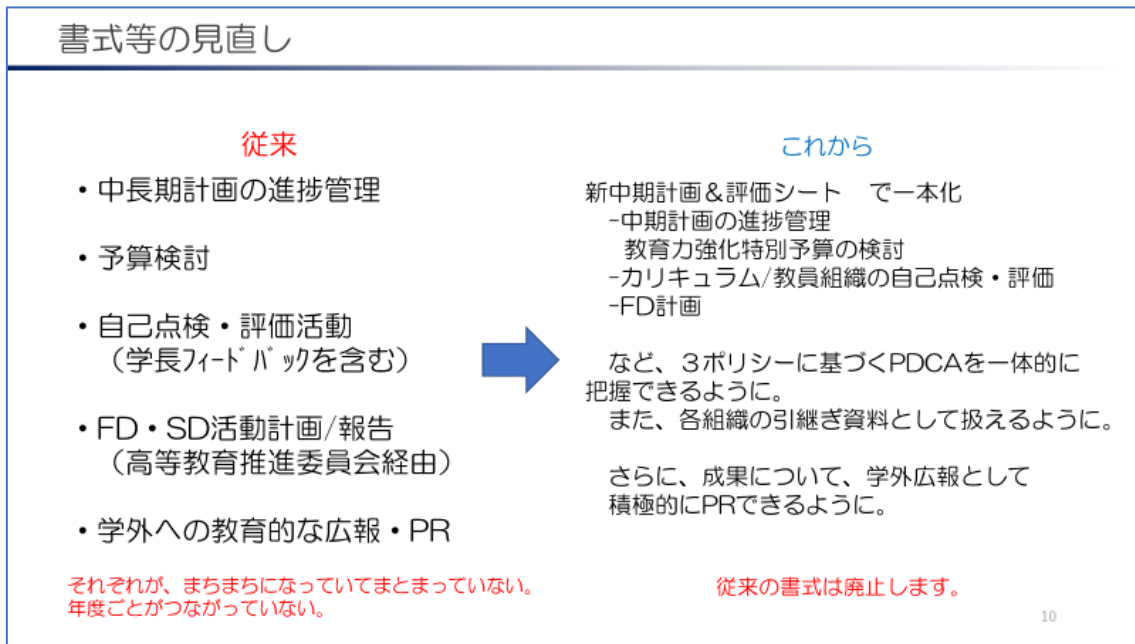 書式等の見直し
従来
・中長期計画の進捗管理
・予算検討
・自己点検・評価活動
（学長ﾌｨｰﾄﾞﾊﾞｯｸを含む）
・FD・SD活動計画/報告
（高等教育推進委員会経由）
・学外への教育的な広報・PR
それぞれが、まちまちになっていてまとまっていない。
年度ごとがつながっていない。
これから
新中期計画＆評価シート　で一本化
-中期計画の進捗管理
教育力強化特別予算の検討
-カリキュラム/教員組織の自己点検・評価
-FD計画
など、３ポリシーに基づくPDCAを一体的に
把握できるように。
また、各組織の引継ぎ資料として扱えるように。
さらに、成果について、学外広報として
積極的にPRできるように。
従来の書式は廃止します。
10